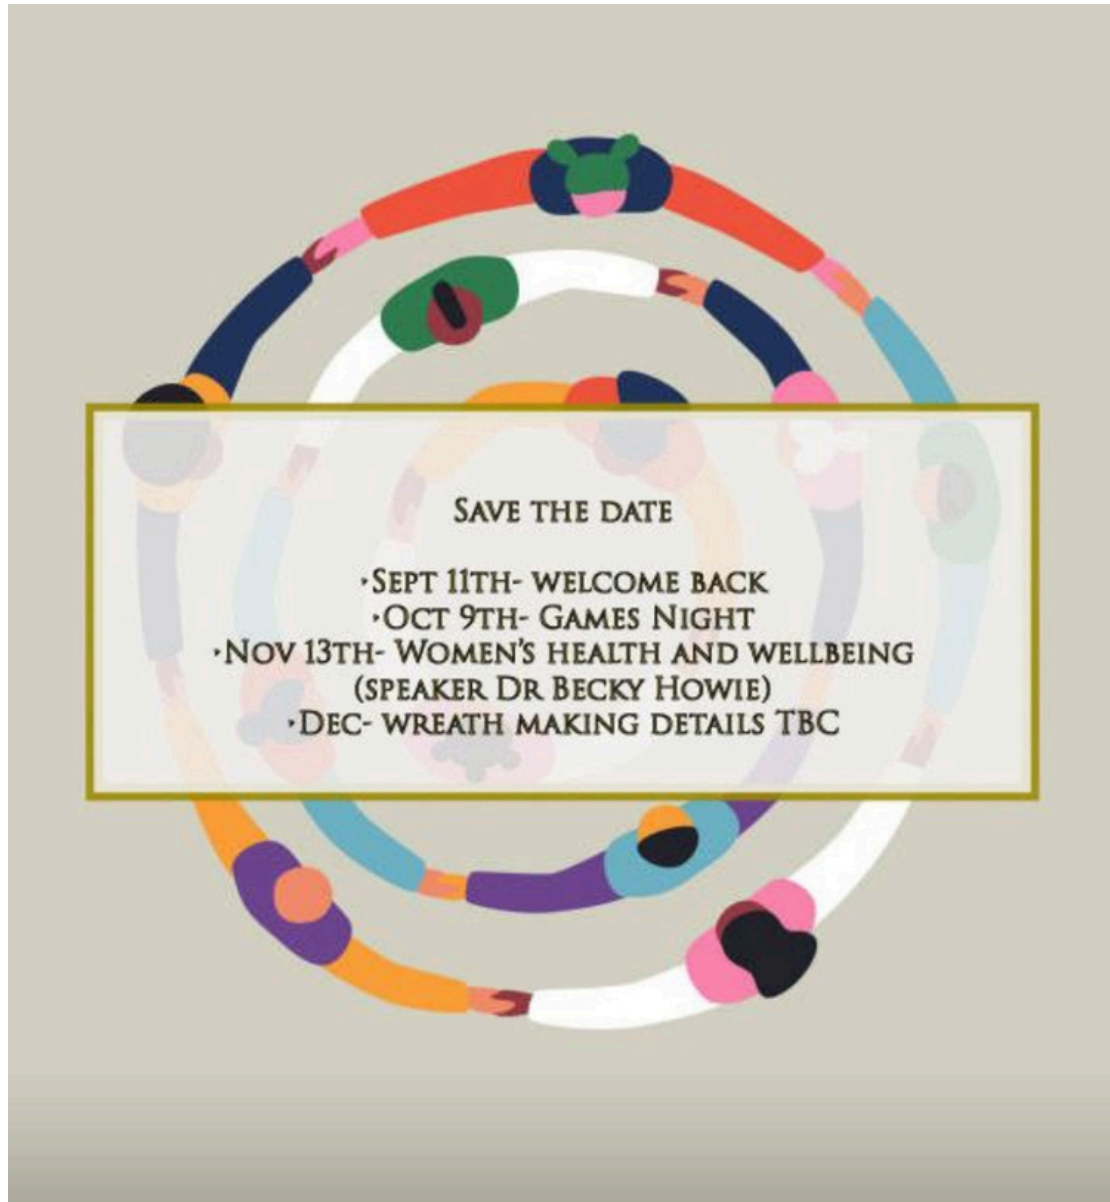 SAVE THE DATE
‣SEPT 11TH- WELCOME BACK
‣OCT 9TH- GAMES NIGHT
‣NOV 13TH- WOMEN'S HEALTH AND WELLBEING
(SPEAKER DR BECKY HOWIE)
‣DEC- WREATH MAKING DETAILS TBC